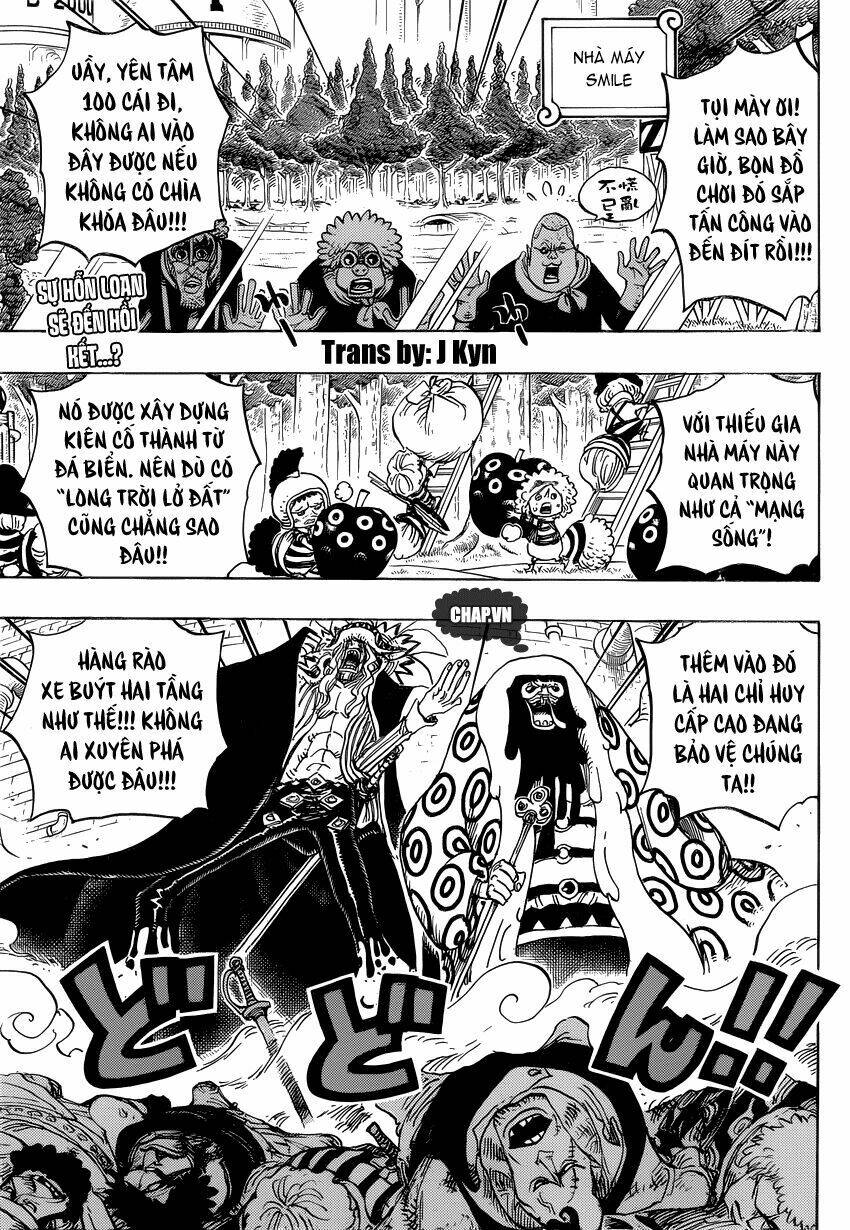 D 2000
NHÀ MÁY
SMILE
TỤI MÀY ƠI!
LÀM SAO BÂY
GIỜ, BỌN ĐỒ
CHƠI ĐÓ SẮP
TẤN CÔNG VÀO
ĐẾN ĐÍT RỒI!!!
UẦY, YÊN TÂM
100 CÁI ĐI,
KHÔNG AI VÀO
ĐÂY ĐƯỢC NẾU
KHÔNG CÓ CHÌA
KHÓA ĐÂU!!!
SỰ HỖN LOẠN
SẼ ĐẾN HỒI
KẾT...?
Trans by: J Kyn
VỚI THIẾU GIA
NHÀ MÁY NÀY
QUAN TRỌNG
NHƯ CẢ “MẠNG
SỐNG”!
NÓ ĐƯỢC XÂY DỰNG
KIÊN CỐ THÀNH TỪ
ĐÁ BIỂN. NÊN DÙ CÓ
“LONG TRỜI LỞ ĐẤT”
CŨNG CHẲNG SAO
ĐÂU!!
CHAP.VN
THÊM VÀO ĐÓ
LÀ HAI CHỈ HUY
CẤP CAO ĐANG
BẢO VỆ CHÚNG
TA!!
HÀNG RÀO
XE BUÝT HAI TẦNG
NHƯ THẾ!!! KHÔNG
AI XUYÊN PHÁ
ĐƯỢC ĐÂU!!!
どどん!!